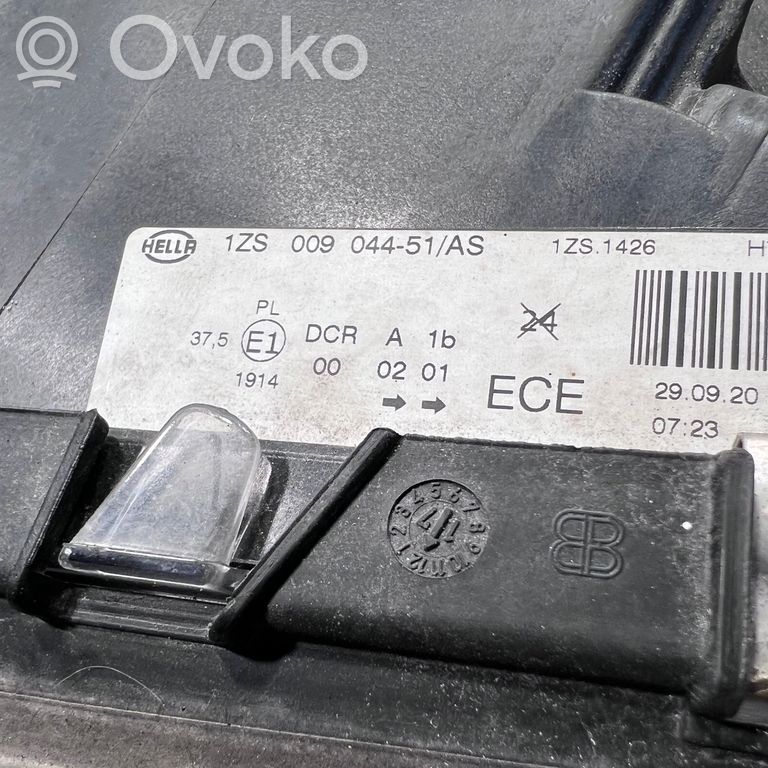 Ovoko
HELLA 1ZS 009 044-51/AS 1ZS.1426 H
PL
37,5 E1 DCR A 1b 24
1914 00 02 01 ECE
→ →
29.09.20
07:23